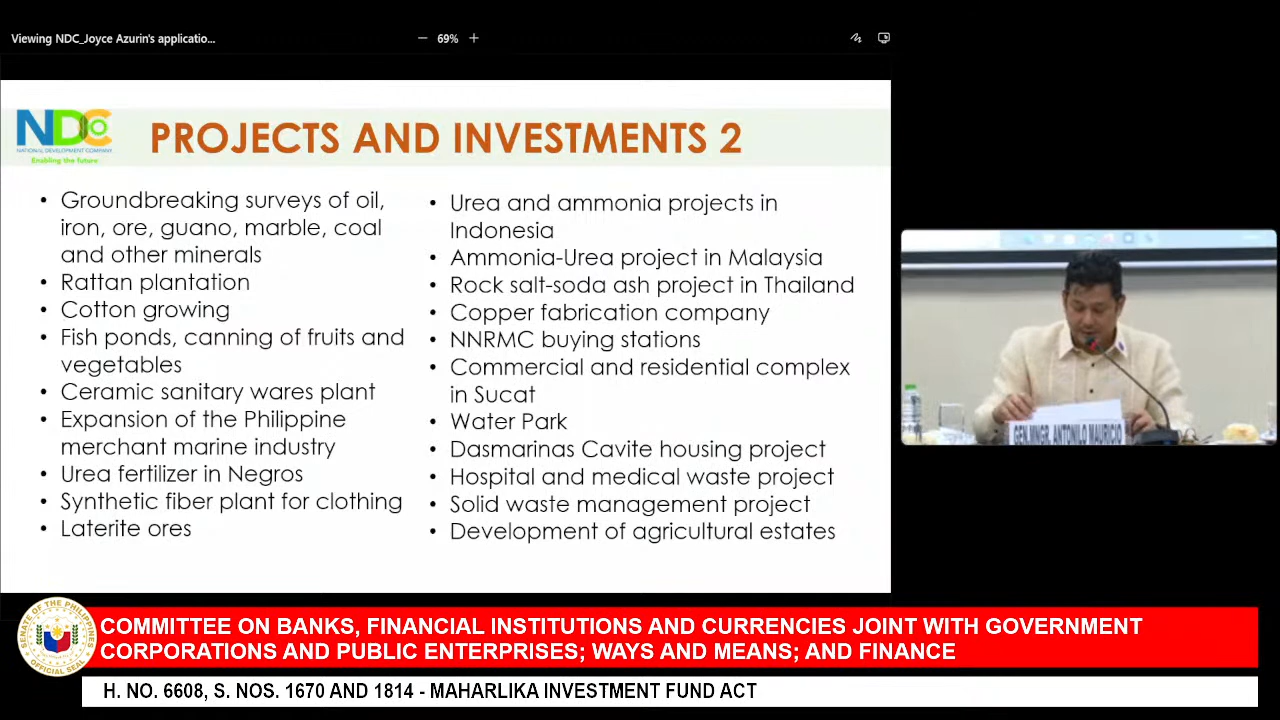 Viewing NDC_Joyce Azurin's applicatio...
69%
NDC
NATIONAL DEVELOPMENT COMPANY
Enabling the future
PROJECTS AND INVESTMENTS 2
• Groundbreaking surveys of oil,
iron, ore, guano, marble, coal
and other minerals
• Rattan plantation
• Cotton growing
• Fish ponds, canning of fruits and
vegetables
• Ceramic sanitary wares plant
• Expansion of the Philippine
merchant marine industry
• Urea fertilizer in Negros
• Synthetic fiber plant for clothing
• Laterite ores
• Urea and ammonia projects in
Indonesia
• Ammonia-Urea project in Malaysia
• Rock salt-soda ash project in Thailand
• Copper fabrication company
• NNRMC buying stations
• Commercial and residential complex
in Sucat
• Water Park
• Dasmarinas Cavite housing project
• Hospital and medical waste project
• Solid waste management project
• Development of agricultural estates
GEN.MNGR. ANTONILO MAURICIO
SENATE OF THE PHILIPPINES
OFFICIAL SEAL
COMMITTEE ON BANKS, FINANCIAL INSTITUTIONS AND CURRENCIES JOINT WITH GOVERNMENT
CORPORATIONS AND PUBLIC ENTERPRISES; WAYS AND MEANS; AND FINANCE
H. NO. 6608, S. NOS. 1670 AND 1814 - MAHARLIKA INVESTMENT FUND ACT